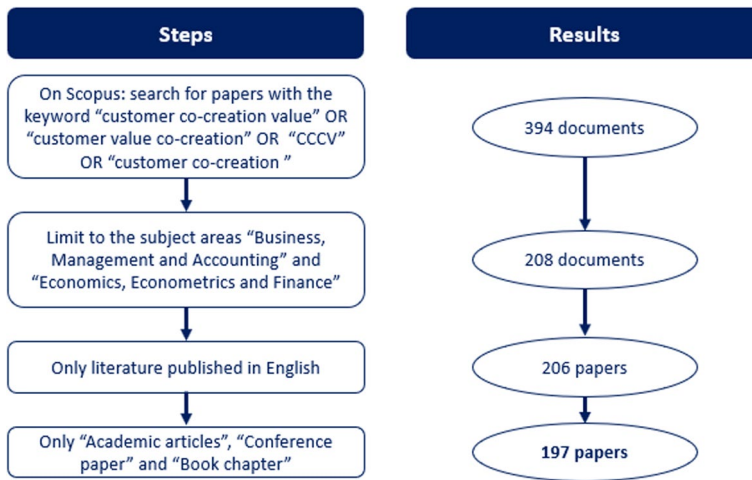 Steps
Results
On Scopus: search for papers with the
keyword “customer co-creation value” OR
“customer value co-creation” OR “CCCV”
OR “customer co-creation ”
394 documents
Limit to the subject areas “Business,
Management and Accounting” and
“Economics, Econometrics and Finance”
208 documents
Only literature published in English
206 papers
Only “Academic articles”, “Conference
paper” and “Book chapter”
197 papers